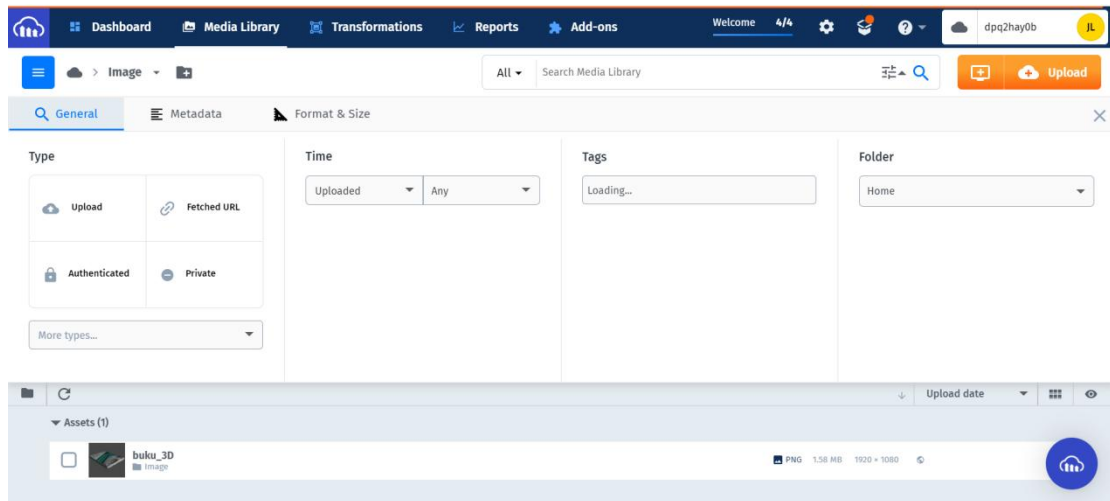 Dashboard Media Library Transformations Reports Add-ons Welcome 4/4 dpq2hay0b JL
> Image All Search Media Library Upload
General Metadata Format & Size
Type Time Tags Folder
Uploaded Any Loading... Home
Upload Fetched URL
Authenticated Private
More types...
Upload date
Assets (1)
buku_3D
Image PNG 1.58 MB 1920 × 1080